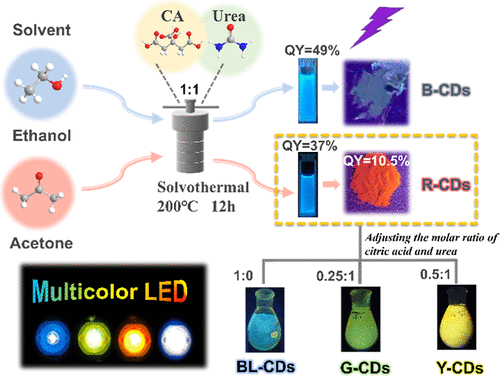 Solvent
Ethanol
Acetone
CA
Urea
1:1
Solvothermal
200℃ 12h
QY=49%
B-CDs
QY=37%
QY=10.5%
R-CDs
Adjusting the molar ratio of
citric acid and urea
1:0
0.25:1
0.5:1
BL-CDs
G-CDs
Y-CDs
Multicolor LED